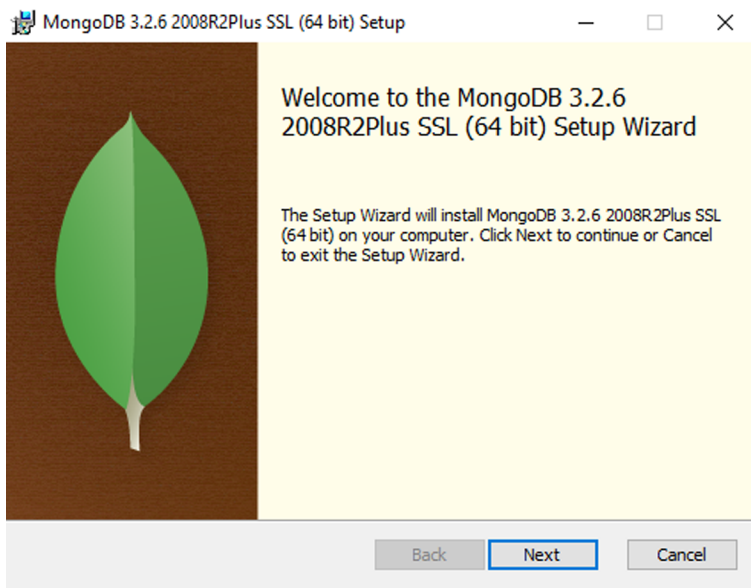 MongoDB 3.2.6 2008R2Plus SSL (64 bit) Setup
Welcome to the MongoDB 3.2.6
2008R2Plus SSL (64 bit) Setup Wizard
The Setup Wizard will install MongoDB 3.2.6 2008R2Plus SSL
(64 bit) on your computer. Click Next to continue or Cancel
to exit the Setup Wizard.
Back Next Cancel